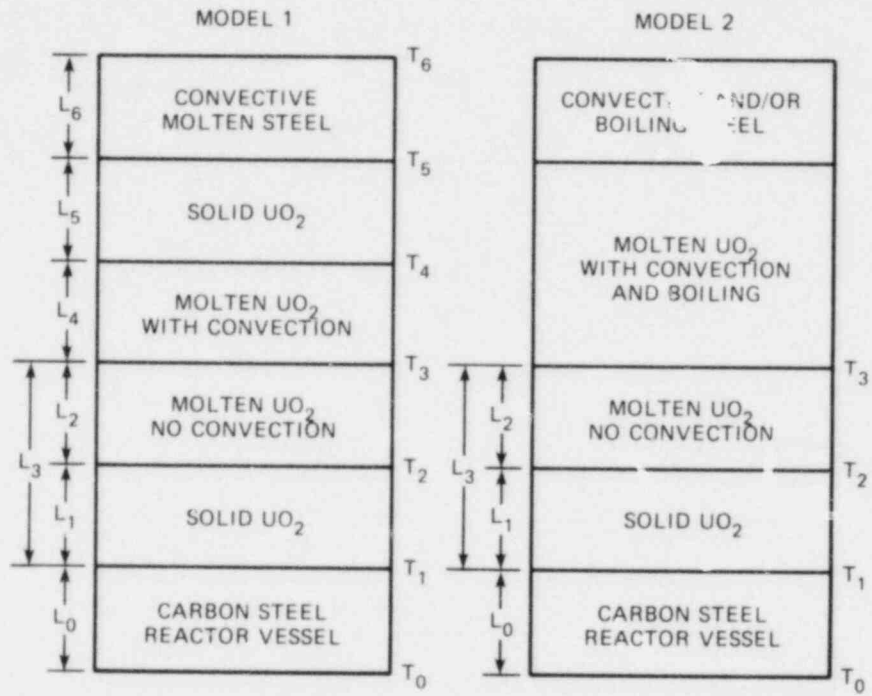 MODEL 1
T6
L6
CONVECTIVE
MOLTEN STEEL
T5
L5
SOLID UO2
T4
L4
MOLTEN UO2
WITH CONVECTION
T3
L3
L2
MOLTEN UO2
NO CONVECTION
T2
L1
SOLID UO2
T1
L0
CARBON STEEL
REACTOR VESSEL
T0
MODEL 2
AND/OR
MOLTEN UO2
WITH CONVECTION
AND BOILING
T3
L3
L2
MOLTEN UO2
NO CONVECTION
T2
L1
SOLID UO2
T1
L0
CARBON STEEL
REACTOR VESSEL
T0